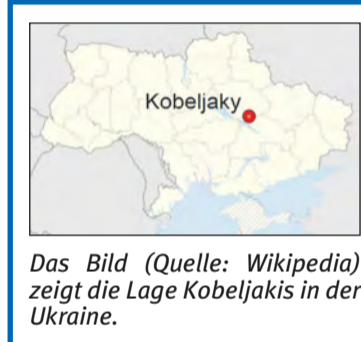 Kobeljaky
Das Bild (Quelle: Wikipedia)
zeigt die Lage Kobeljakis in der
Ukraine.